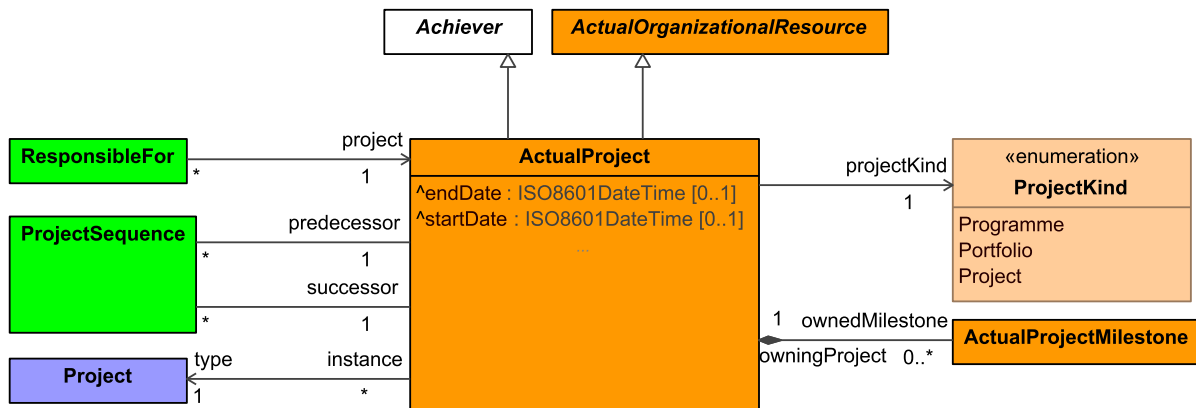 Achiever
ActualOrganizationalResource
ResponsibleFor
project
*
1
ActualProject
^endDate : ISO8601DateTime [0..1]
^startDate : ISO8601DateTime [0..1]
...
projectKind
1
«enumeration»
ProjectKind
Programme
Portfolio
Project
ProjectSequence
predecessor
*
1
successor
*
1
1
ownedMilestone
owningProject
0..*
ActualProjectMilestone
Project
type
1
instance
*